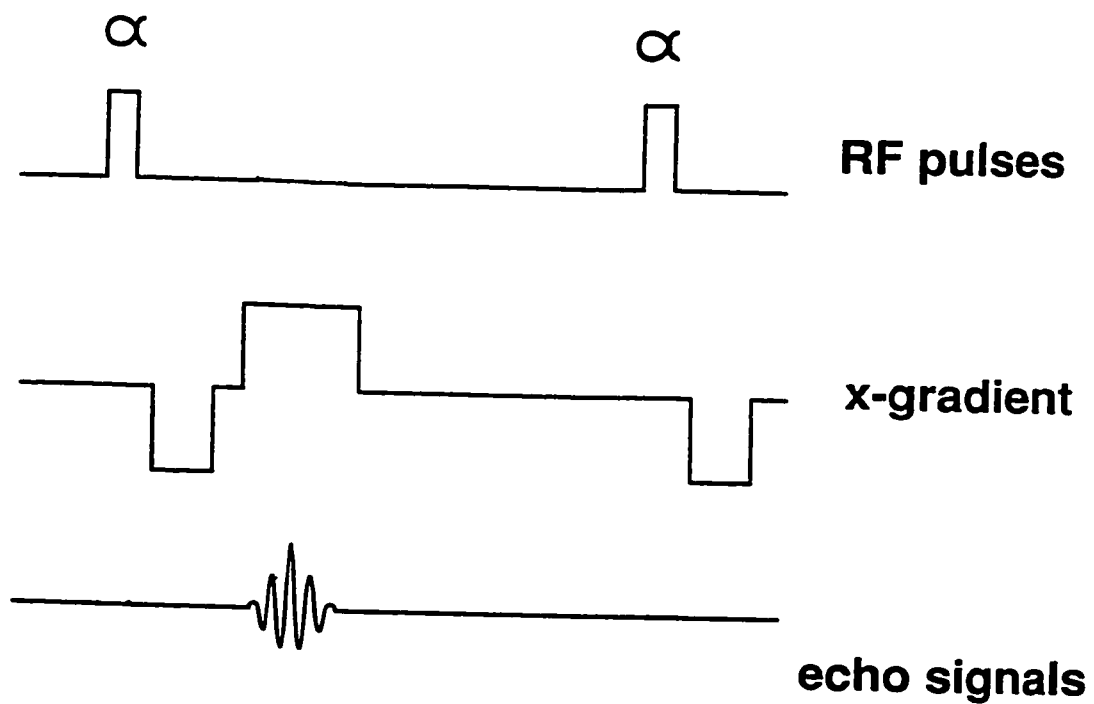 α α
RF pulses
x-gradient
echo signals